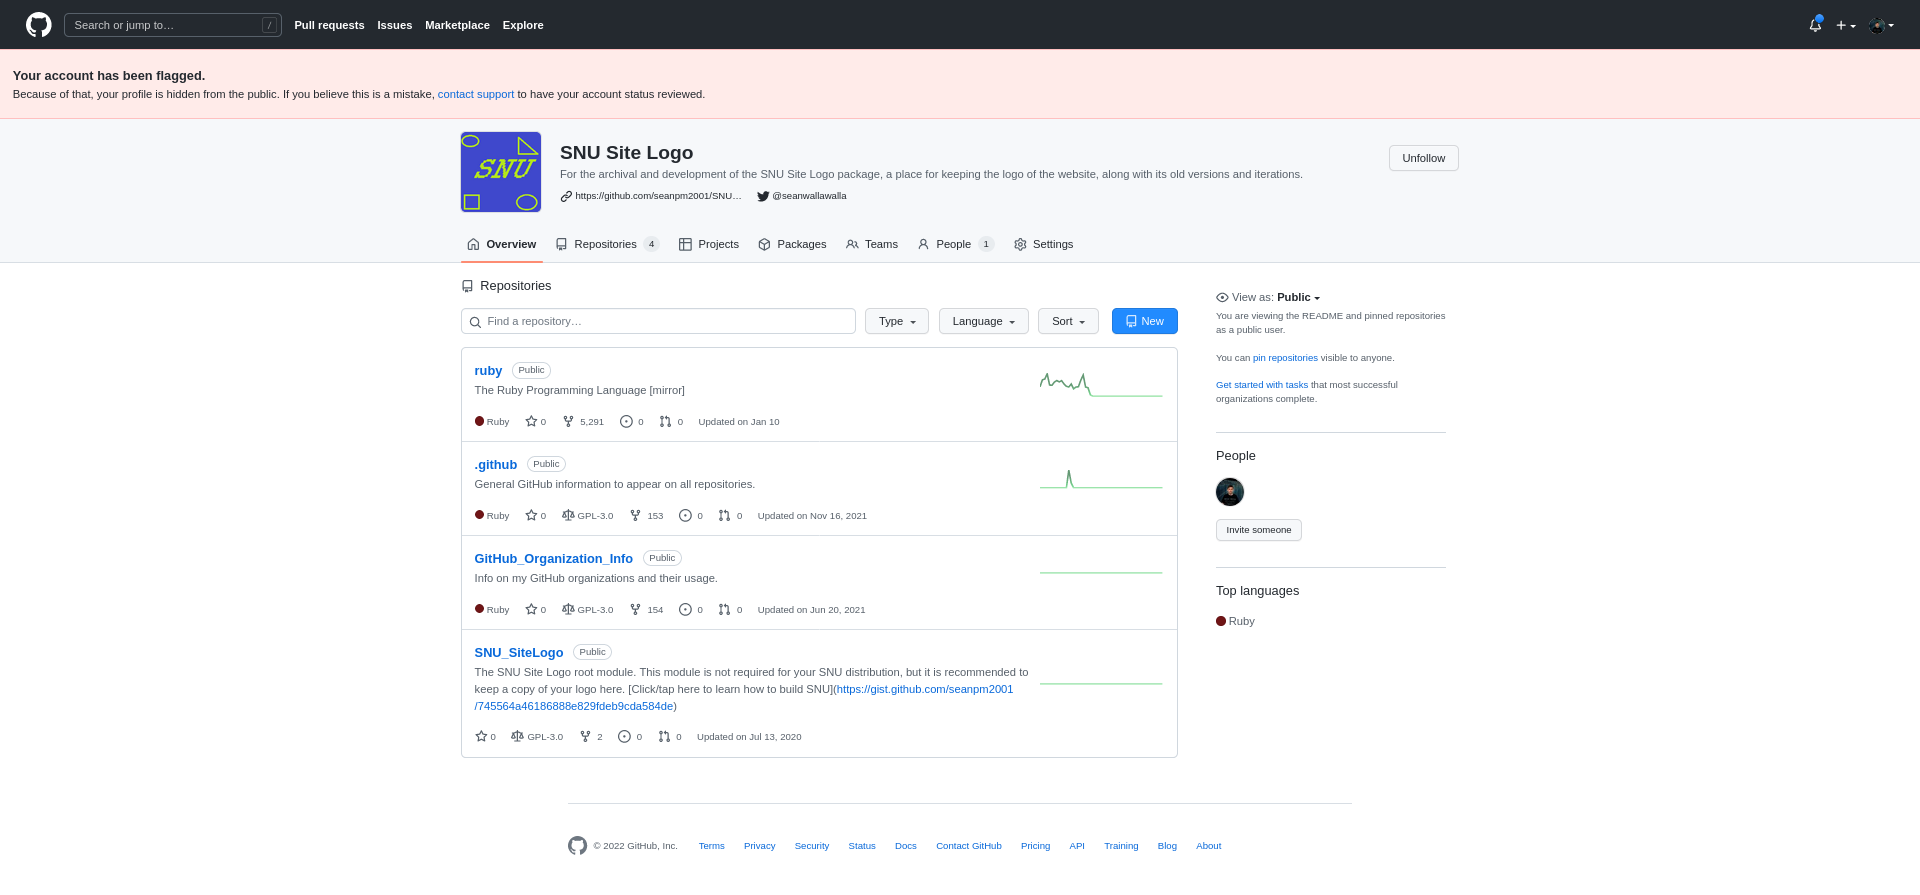 Search or jump to…
/
Pull requests
Issues
Marketplace
Explore
Your account has been flagged.
Because of that, your profile is hidden from the public. If you believe this is a mistake, contact support to have your account status reviewed.
SNU
SNU Site Logo
For the archival and development of the SNU Site Logo package, a place for keeping the logo of the website, along with its old versions and iterations.
https://github.com/seanpm2001/SNU…
@seanwallawalla
Unfollow
Overview
Repositories 4
Projects
Packages
Teams
People 1
Settings
Repositories
Find a repository…
Type
Language
Sort
New
ruby Public
The Ruby Programming Language [mirror]
Ruby 0 5,291 0 0 Updated on Jan 10
.github Public
General GitHub information to appear on all repositories.
Ruby 0 GPL-3.0 153 0 0 Updated on Nov 16, 2021
GitHub_Organization_Info Public
Info on my GitHub organizations and their usage.
Ruby 0 GPL-3.0 154 0 0 Updated on Jun 20, 2021
SNU_SiteLogo Public
The SNU Site Logo root module. This module is not required for your SNU distribution, but it is recommended to
keep a copy of your logo here. [Click/tap here to learn how to build SNU](https://gist.github.com/seanpm2001
/745564a46186888e829fdeb9cda584de)
0 GPL-3.0 2 0 0 Updated on Jul 13, 2020
View as: Public
You are viewing the README and pinned repositories
as a public user.
You can pin repositories visible to anyone.
Get started with tasks that most successful
organizations complete.
People
Invite someone
Top languages
Ruby
© 2022 GitHub, Inc.
Terms
Privacy
Security
Status
Docs
Contact GitHub
Pricing
API
Training
Blog
About